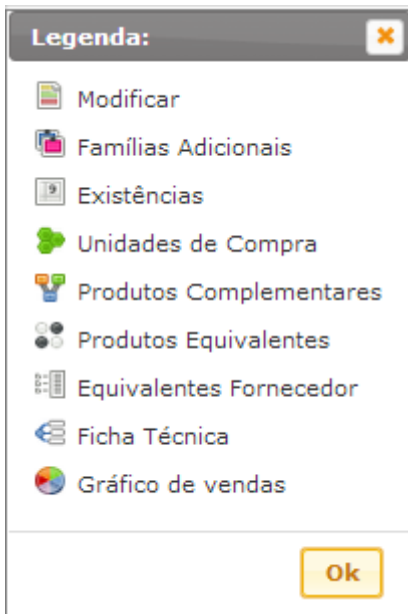 Legenda:
Modificar
Famílias Adicionais
Existências
Unidades de Compra
Produtos Complementares
Produtos Equivalentes
Equivalentes Fornecedor
Ficha Técnica
Gráfico de vendas
Ok